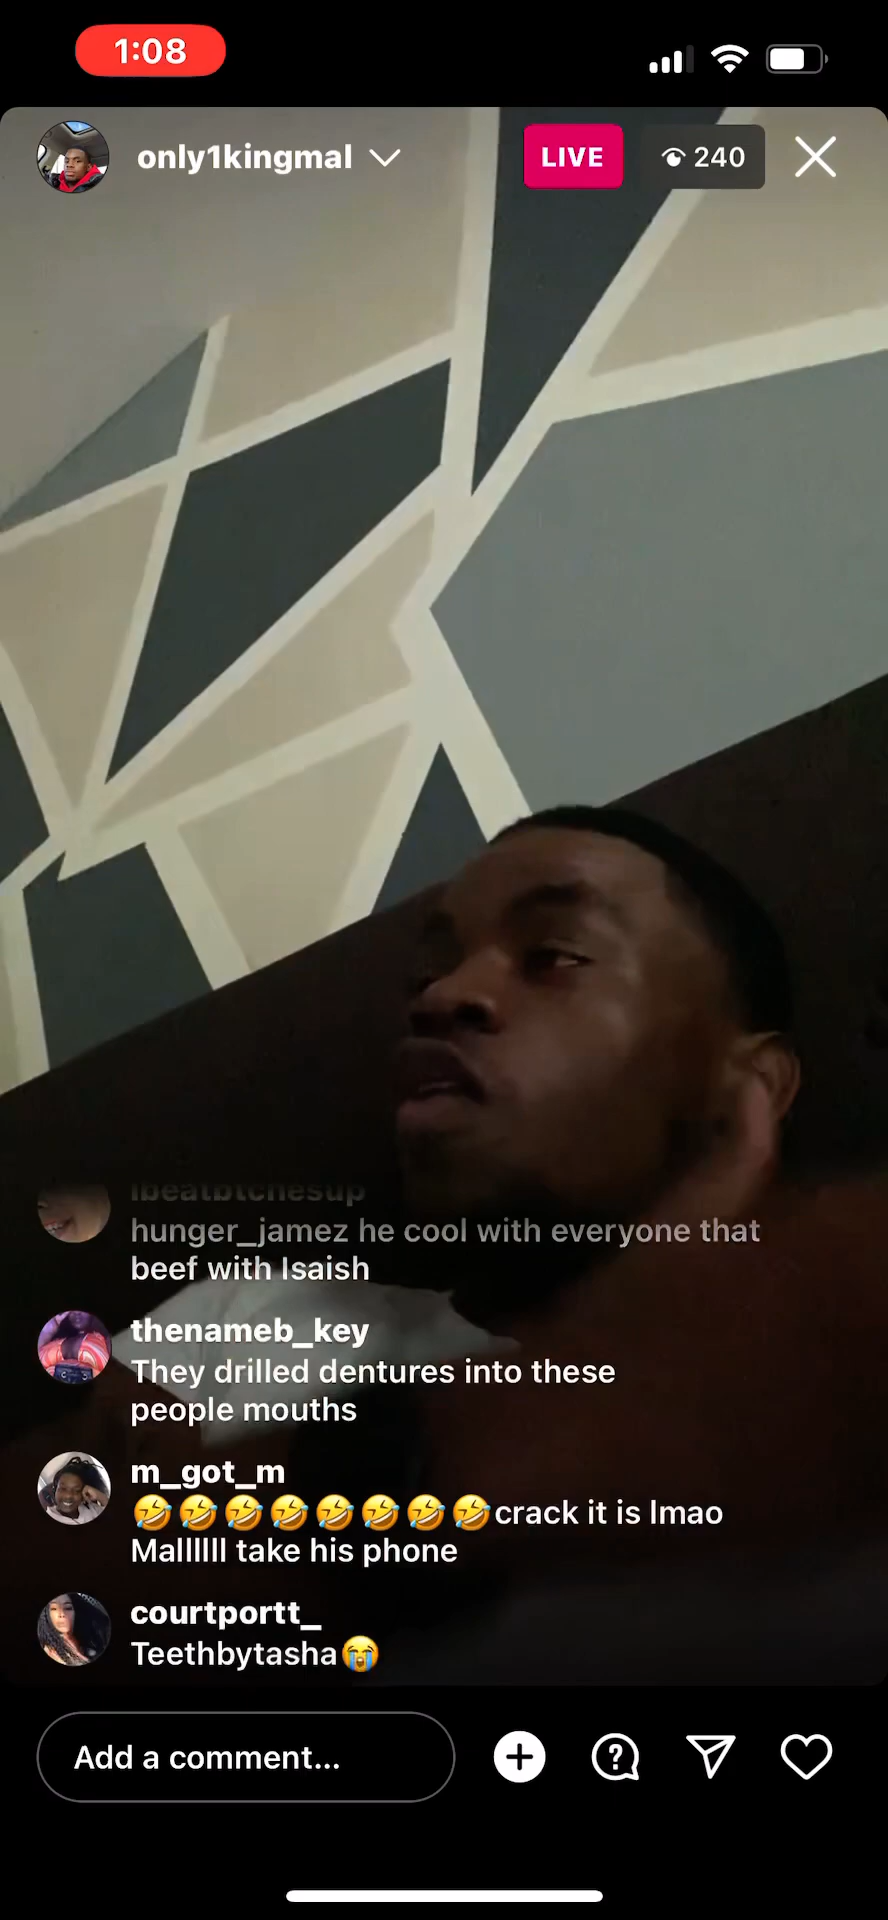 1:08
only1kingmal
LIVE
240
ibeatbtchesup
hunger_jamez he cool with everyone that
beef with Isaish
thenameb_key
They drilled dentures into these
people mouths
m_got_m
🤣🤣🤣🤣🤣🤣🤣🤣crack it is lmao
Mallllll take his phone
courtportt_
Teethbytasha😭
Add a comment...